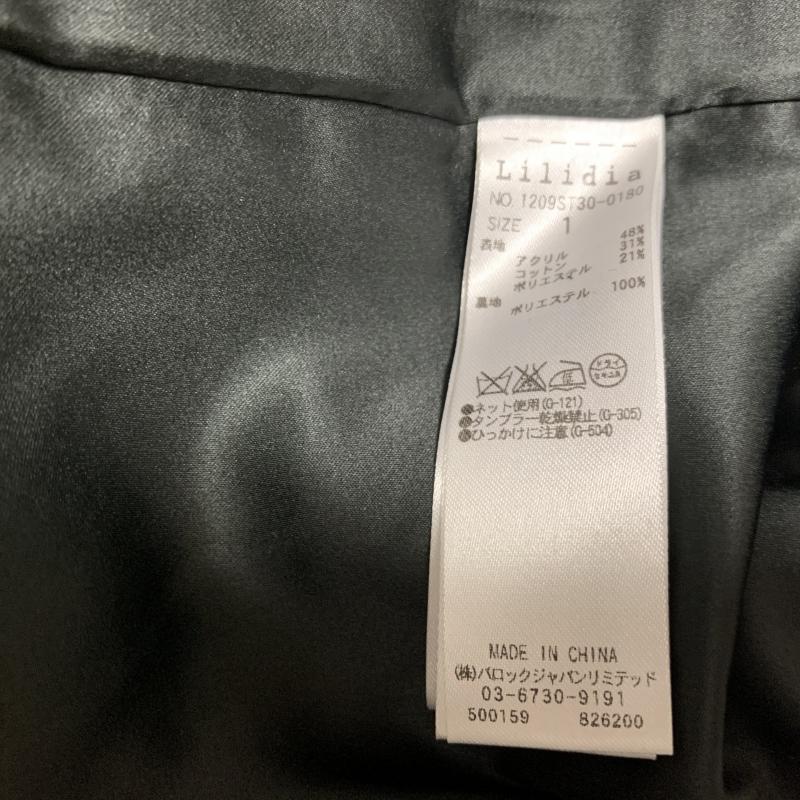 Lilidia
NO. 1209ST30-0180
SIZE 1
表地
アクリル 48%
コットン 31%
ポリエステル 21%
裏地 ポリエステル 100%
低 ドライ セキユ系
●ネット使用(G-121)
●タンブラー乾燥禁止(G-305)
●ひっかけに注意(G-504)
MADE IN CHINA
(株)バロックジャパンリミテッド
03-6730-9191
500159 826200